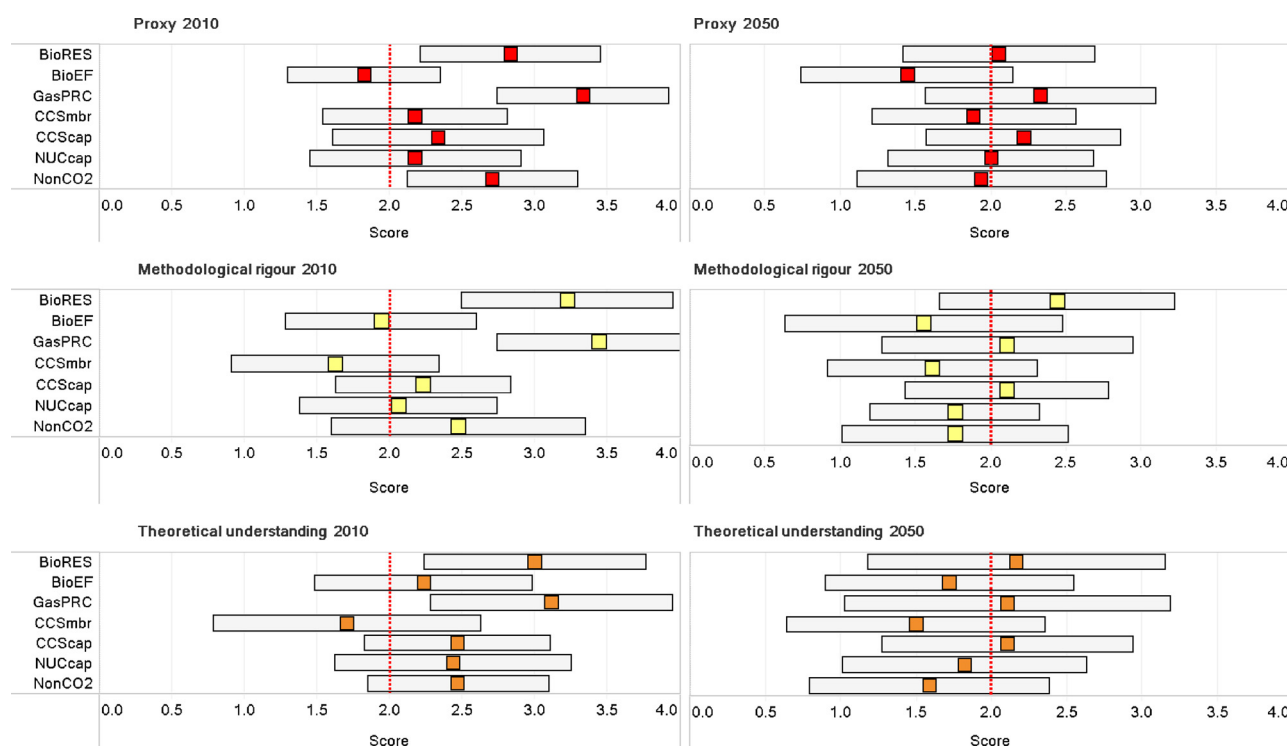 Proxy 2010
Proxy 2050
BioRES
BioEF
GasPRC
CCSmbr
CCScap
NUCcap
NonCO2
0.0 0.5 1.0 1.5 2.0 2.5 3.0 3.5 4.0
0.0 0.5 1.0 1.5 2.0 2.5 3.0 3.5 4.0
Score
Score
Methodological rigour 2010
Methodological rigour 2050
BioRES
BioEF
GasPRC
CCSmbr
CCScap
NUCcap
NonCO2
0.0 0.5 1.0 1.5 2.0 2.5 3.0 3.5 4.0
0.0 0.5 1.0 1.5 2.0 2.5 3.0 3.5 4.0
Score
Score
Theoretical understanding 2010
Theoretical understanding 2050
BioRES
BioEF
GasPRC
CCSmbr
CCScap
NUCcap
NonCO2
0.0 0.5 1.0 1.5 2.0 2.5 3.0 3.5 4.0
0.0 0.5 1.0 1.5 2.0 2.5 3.0 3.5 4.0
Score
Score